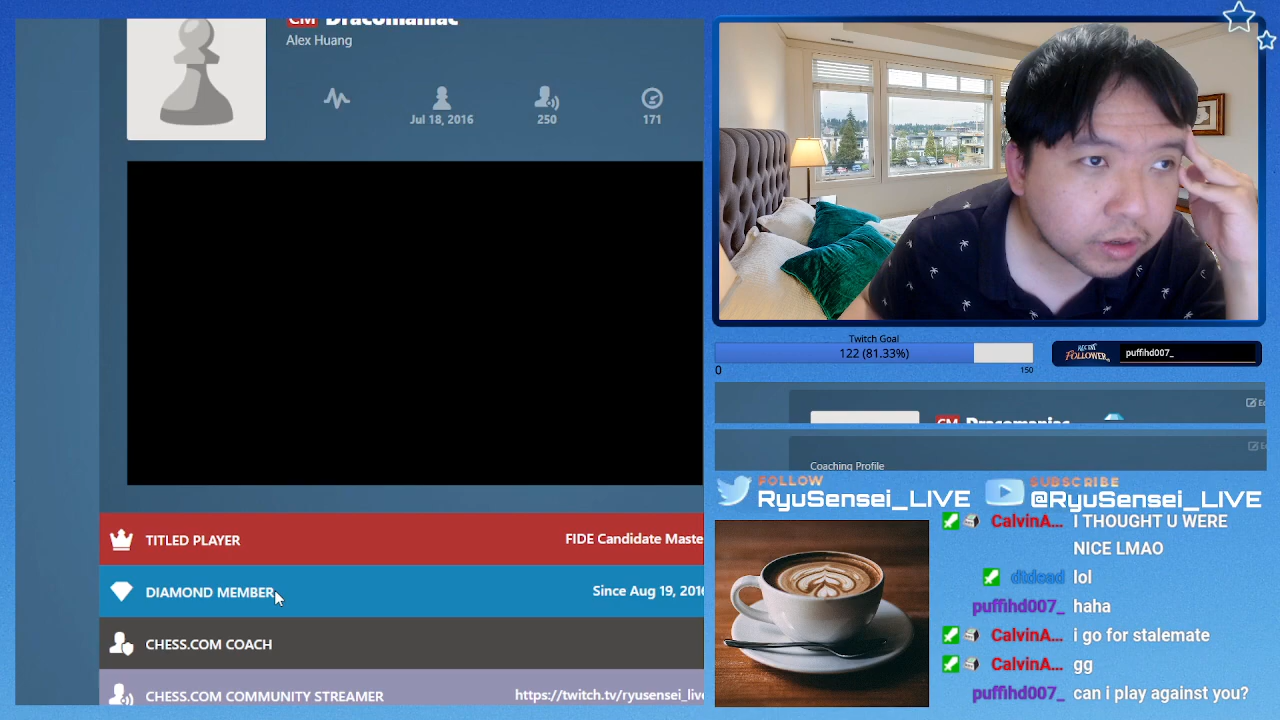 CM Dracomaniac
Alex Huang
Jul 18, 2016
250
171
TITLED PLAYER
FIDE Candidate Maste
DIAMOND MEMBER
Since Aug 19, 201
CHESS.COM COACH
CHESS.COM COMMUNITY STREAMER
https://twitch.tv/ryusensei_liv
Twitch Goal
122 (81.33%)
0
150
RECENT
FOLLOWER
puffihd007_
CM Dracomaniac
Coaching Profile
FOLLOW
RyuSensei_LIVE
SUBSCRIBE
@RyuSensei_LIVE
CalvinA... I THOUGHT U WERE
NICE LMAO
dtdead lol
puffihd007_ haha
CalvinA... i go for stalemate
CalvinA... gg
puffihd007_ can i play against you?